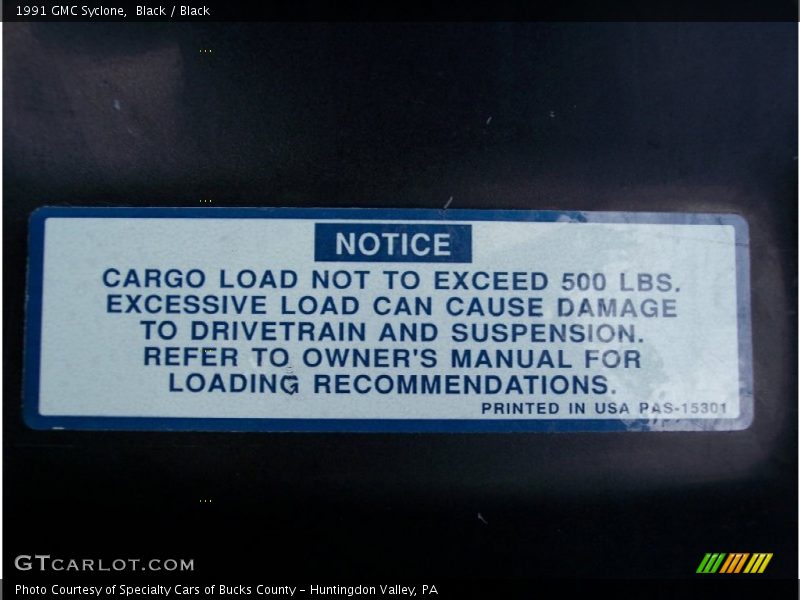 1991 GMC Syclone, Black / Black
NOTICE
CARGO LOAD NOT TO EXCEED 500 LBS.
EXCESSIVE LOAD CAN CAUSE DAMAGE
TO DRIVETRAIN AND SUSPENSION.
REFER TO OWNER'S MANUAL FOR
LOADING RECOMMENDATIONS.
PRINTED IN USA PAS-15301
GTCARLOT.COM
Photo Courtesy of Specialty Cars of Bucks County – Huntingdon Valley, PA